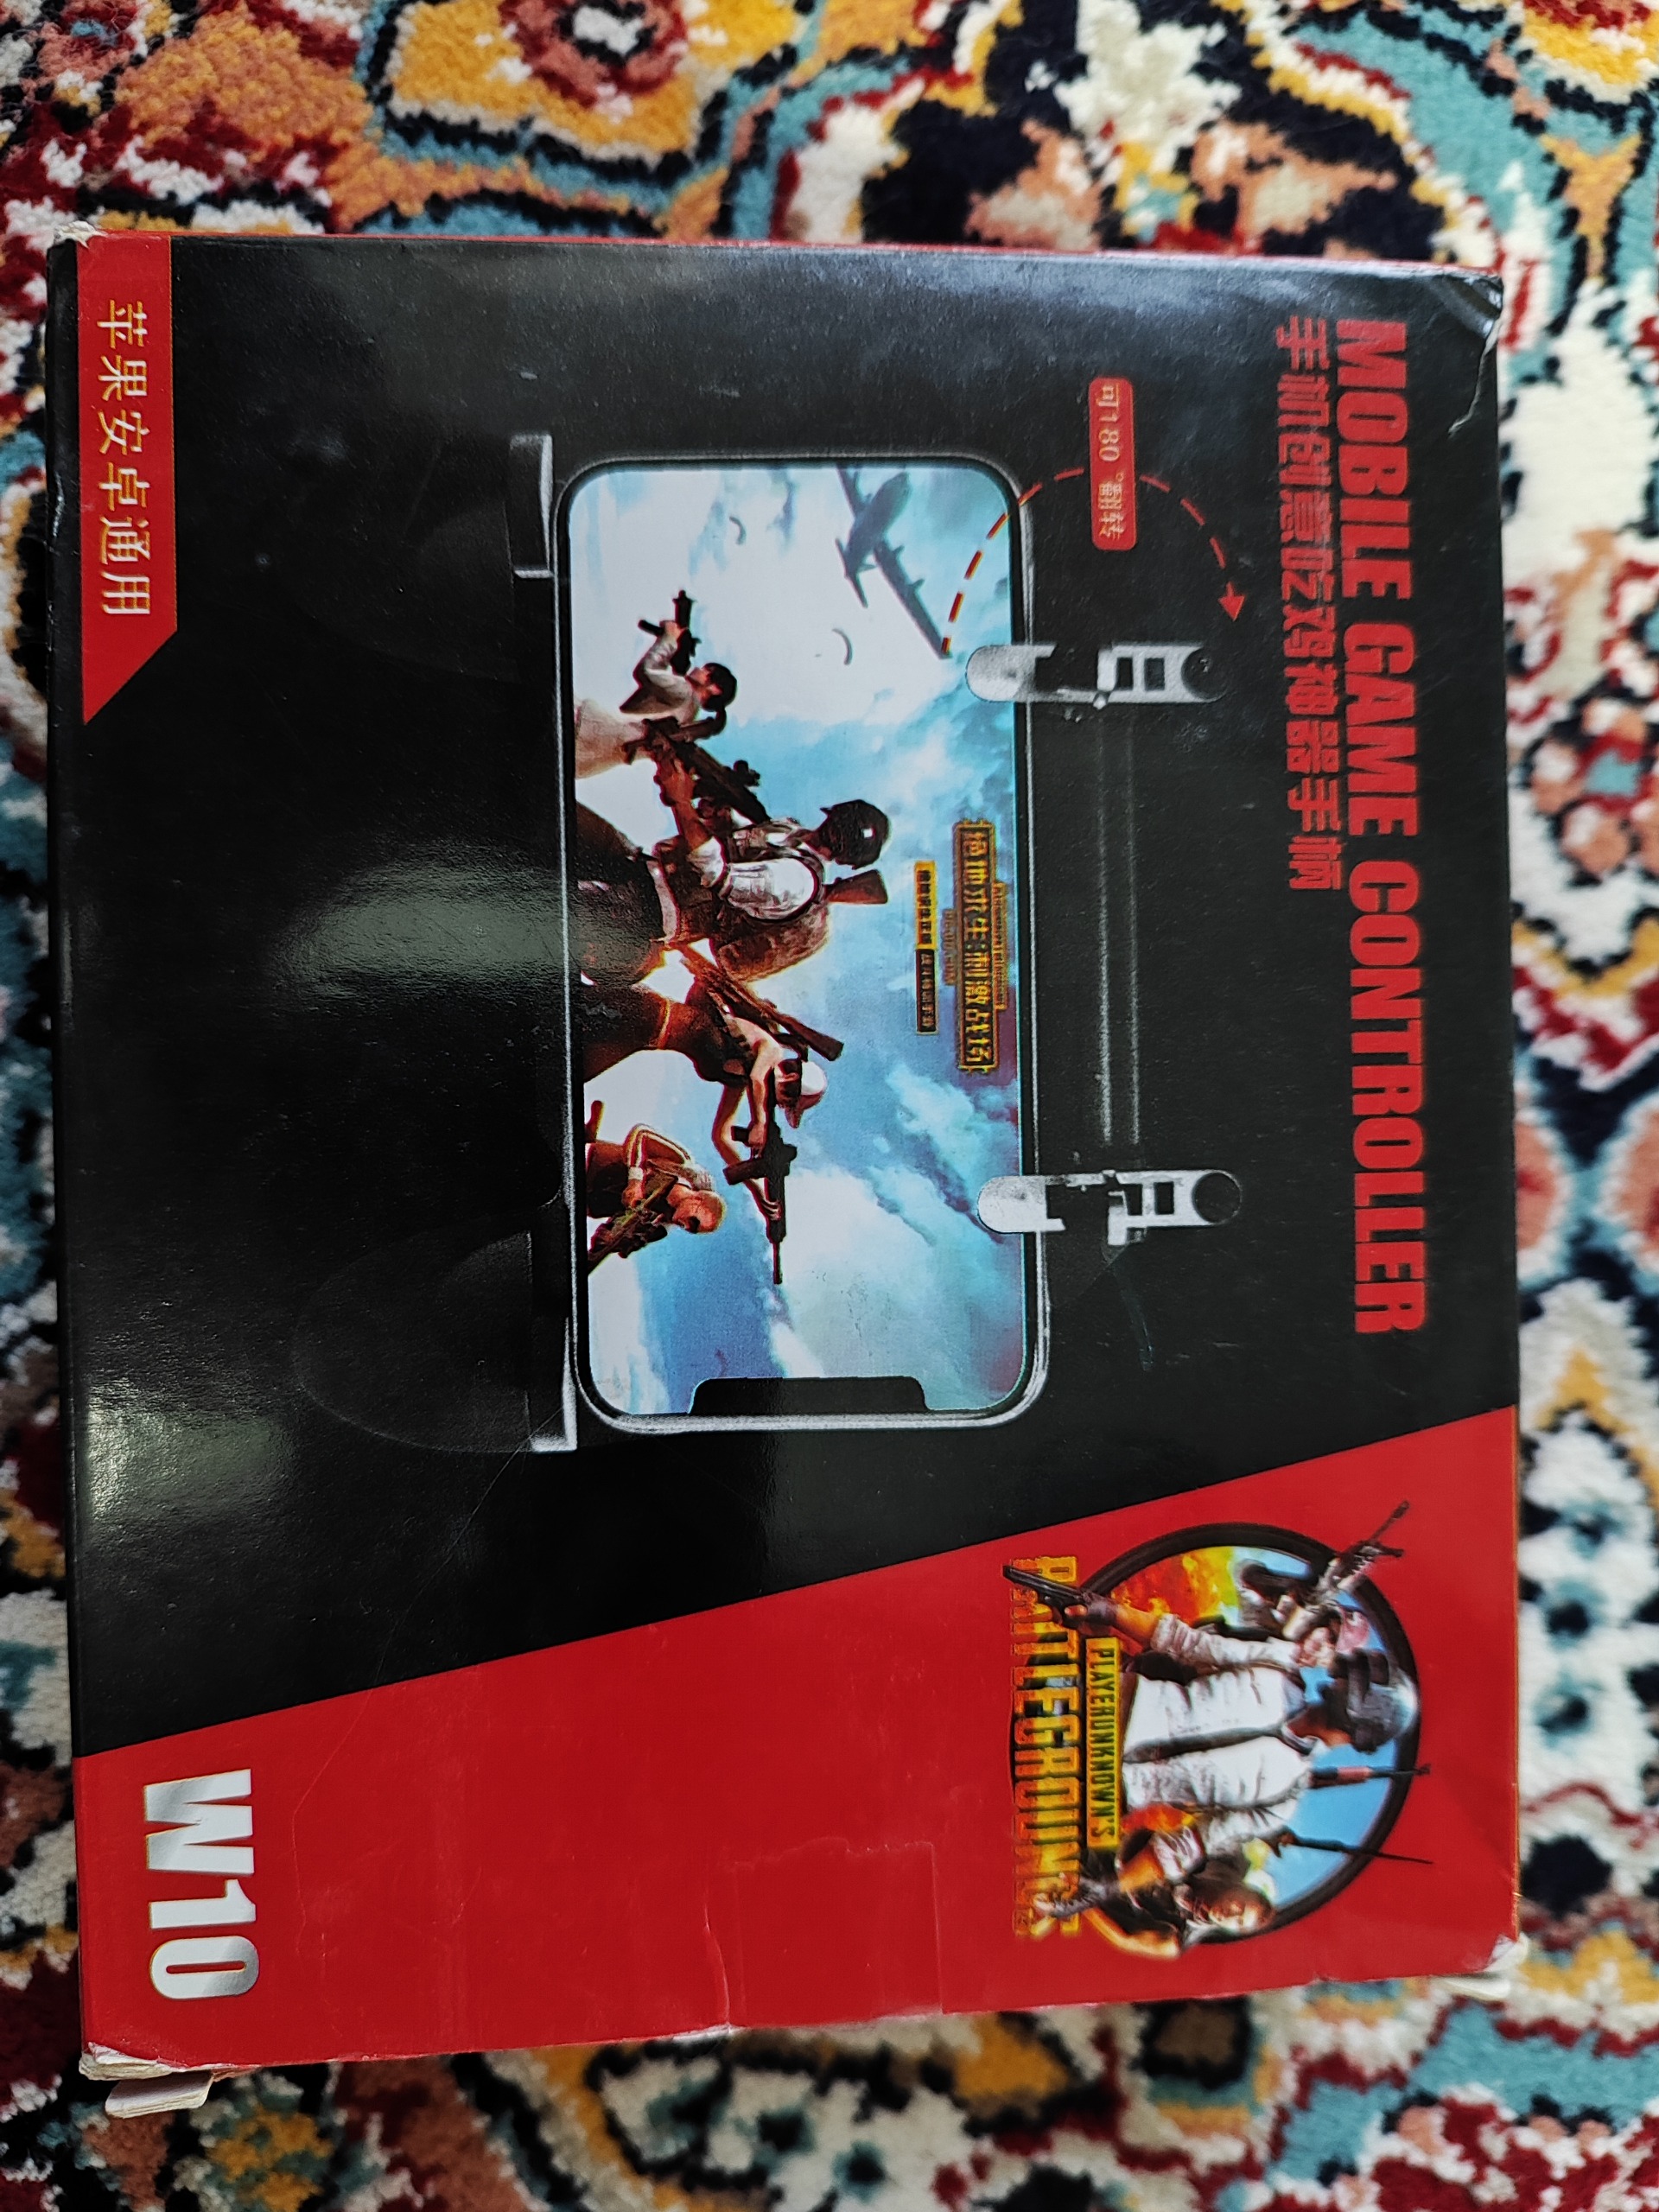 MOBILE GAME CONTROLLER
手机创意吃鸡神器手柄
可180°翻转
绝地求生 刺激战场
PLAYERUNKNOWN'S
BATTLEGROUNDS
苹果安卓通用
W10